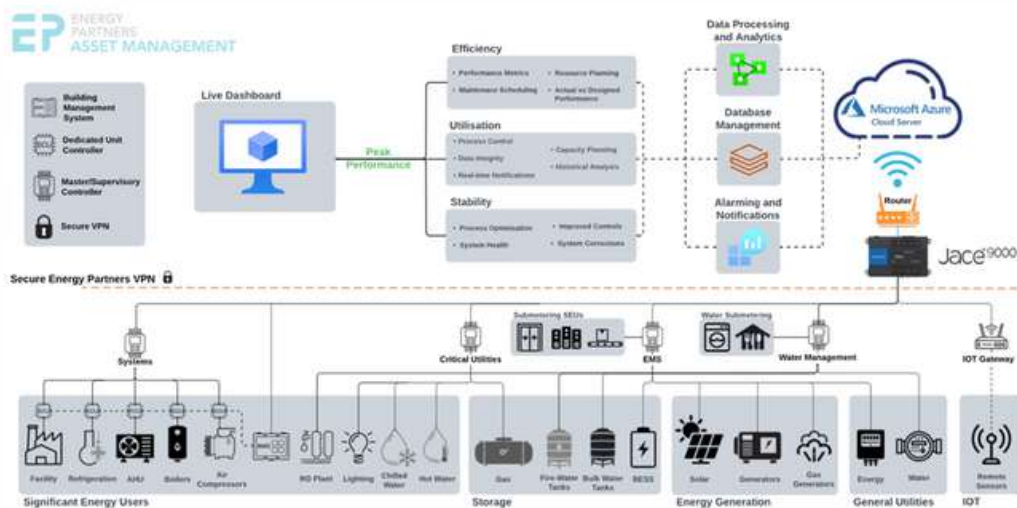 EP ENERGY
PARTNERS
ASSET MANAGEMENT
Building
Management
System
Dedicated Unit
Controller
Master/Supervisory
Controller
Secure VPN
Live Dashboard
Peak
Performance
Efficiency
• Performance Metrics
• Maintenance Scheduling
• Resource Planning
• Actual vs Designed
Performance
Utilisation
• Process Control
• Data Integrity
• Real-time Notifications
• Capacity Planning
• Historical Analysis
Stability
• Process Optimisation
• System Health
• Improved Controls
• System Corrections
Data Processing
and Analytics
Database
Management
Alarming and
Notifications
Microsoft Azure
Cloud Server
Router
Jace 9000
Secure Energy Partners VPN
Systems
Critical Utilities
Submetering SEUs
EMS
Water Submetering
Water Management
IOT Gateway
DCU
DCU
DCU
DCU
DCU
Facility
Refrigeration
AHU
Boilers
Air
Compressors
RO Plant
Lighting
Chilled
Water
Hot Water
Gas
Fire-Water
Tanks
Bulk Water
Tanks
BESS
Solar
Generators
Gas
Generators
Energy
Water
Remote
Sensors
Significant Energy Users
Storage
Energy Generation
General Utilities
IOT